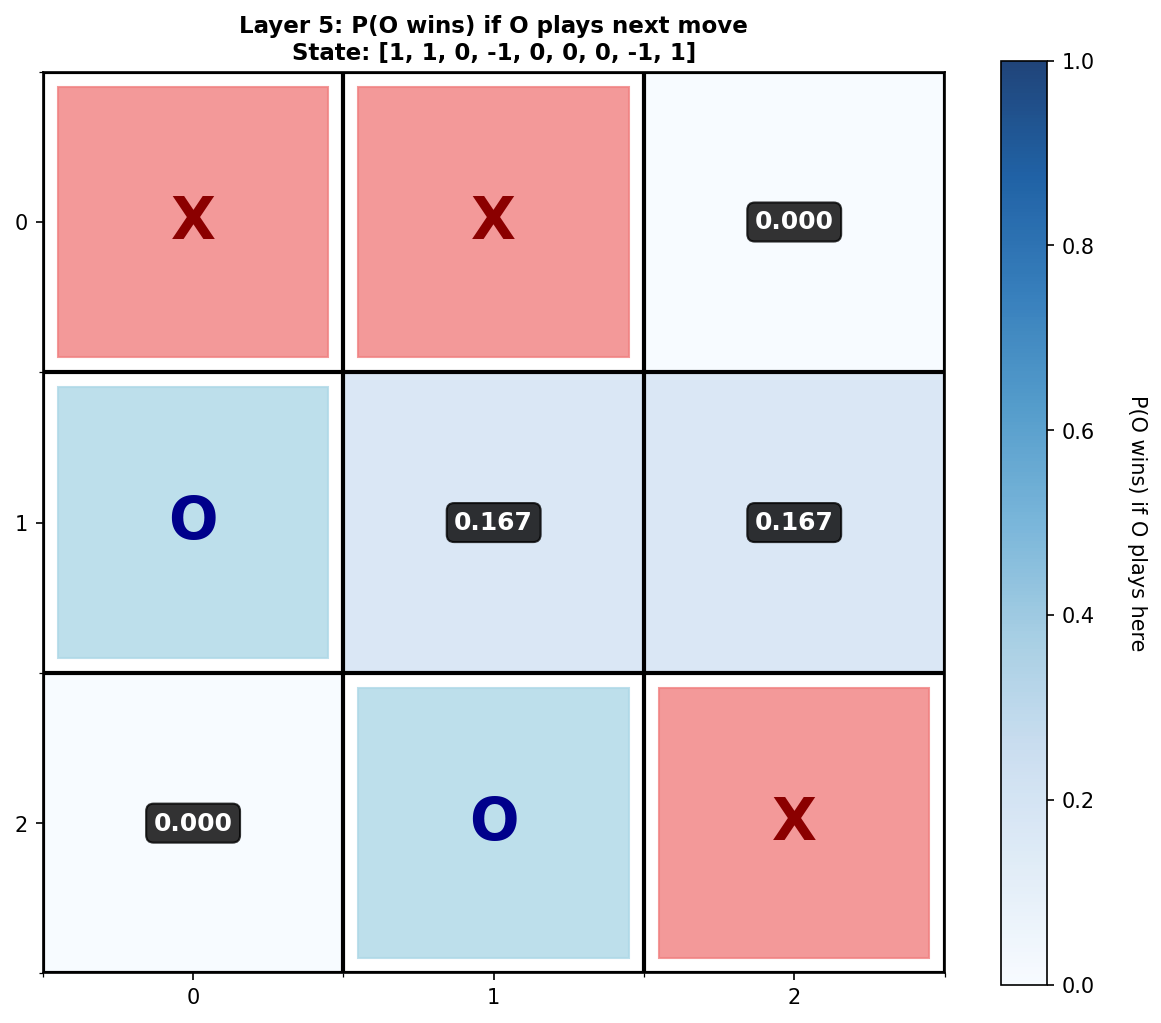 Layer 5: P(O wins) if O plays next move
State: [1, 1, 0, -1, 0, 0, 0, -1, 1]
X X 0.000
O 0.167 0.167
0.000 O X
0
1
2
0 1 2
1.0
0.8
0.6
0.4
0.2
0.0
P(O wins) if O plays here